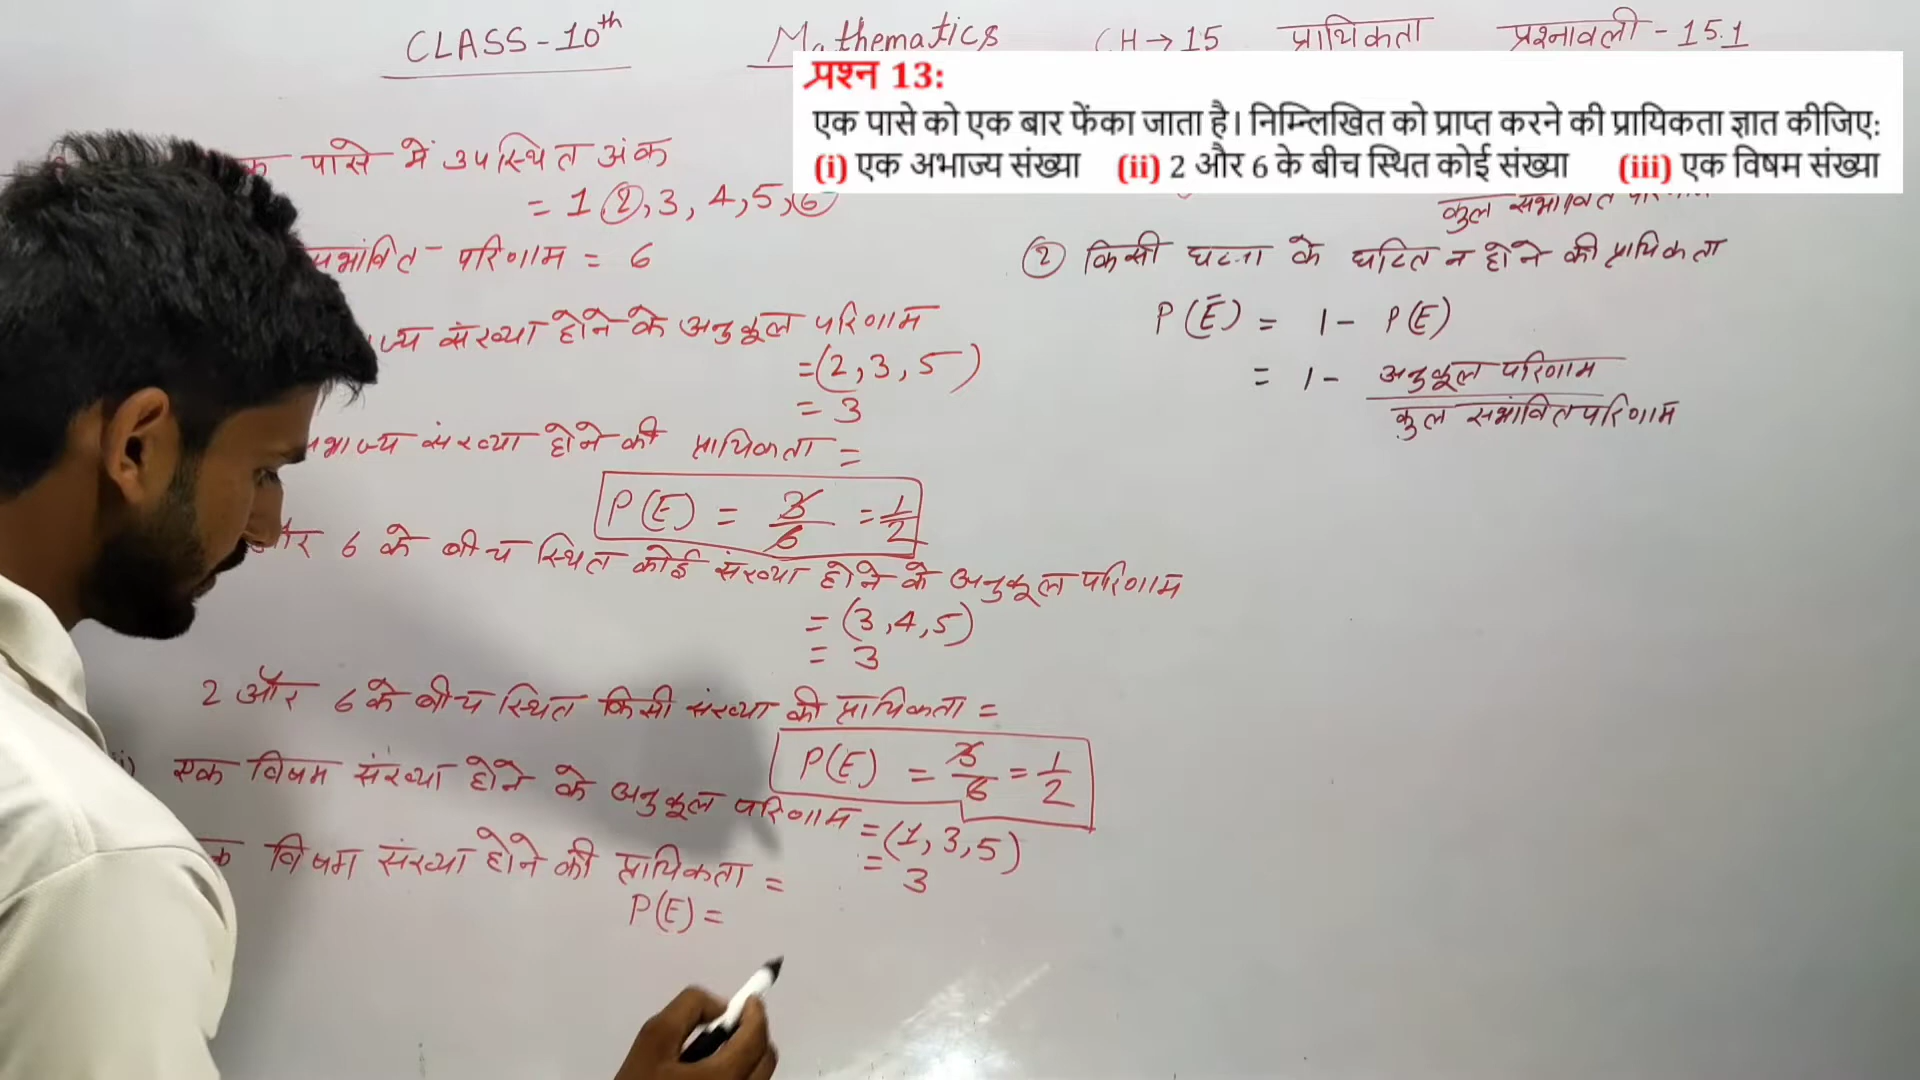 CLASS-10th Mathematics CH→15 प्रायिकता प्रश्नावली-15.1
प्रश्न 13:
एक पासे को एक बार फेंका जाता है। निम्न्लिखित को प्राप्त करने की प्रायिकता ज्ञात कीजिए:
(i) एक अभाज्य संख्या (ii) 2 और 6 के बीच स्थित कोई संख्या (iii) एक विषम संख्या
पासे में उपस्थित अंक
= 1 2, 3, 4, 5, 6
संभावित परिणाम = 6
संख्या होने के अनुकूल परिणाम
= (2, 3, 5)
= 3
संख्या होने की प्रायिकता =
P(E) = 3/6 = 1/2
और 6 के बीच स्थित कोई संख्या होने के अनुकूल परिणाम
= (3,4,5)
= 3
2 और 6 के बीच स्थित किसी संख्या की प्रायिकता =
P(E) = 3/6 = 1/2
एक विषम संख्या होने के अनुकूल परिणाम = (1, 3, 5)
= 3
विषम संख्या होने की प्रायिकता =
P(E) =
कुल संभावित
② किसी घटना के घटित न होने की प्रायिकता
P(Ē) = 1 - P(E)
= 1 - अनुकूल परिणाम
कुल संभावित परिणाम